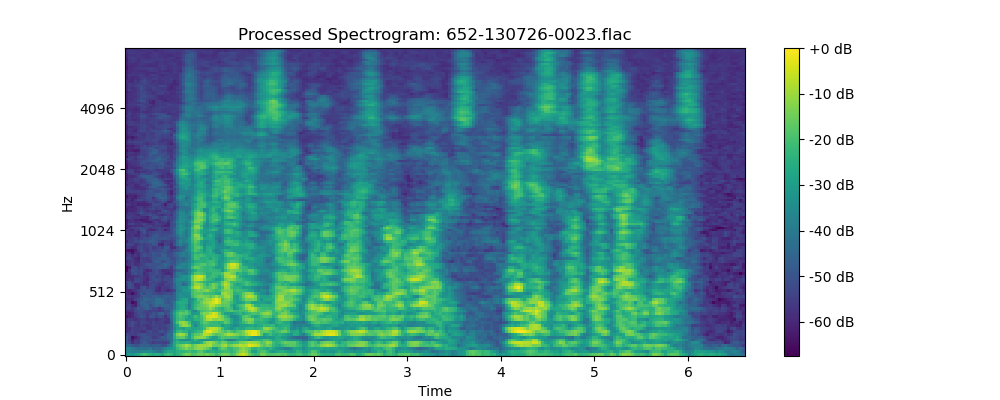 Processed Spectrogram: 652-130726-0023.flac
Hz
4096
2048
1024
512
0
0 1 2 3 4 5 6
Time
+0 dB
-10 dB
-20 dB
-30 dB
-40 dB
-50 dB
-60 dB